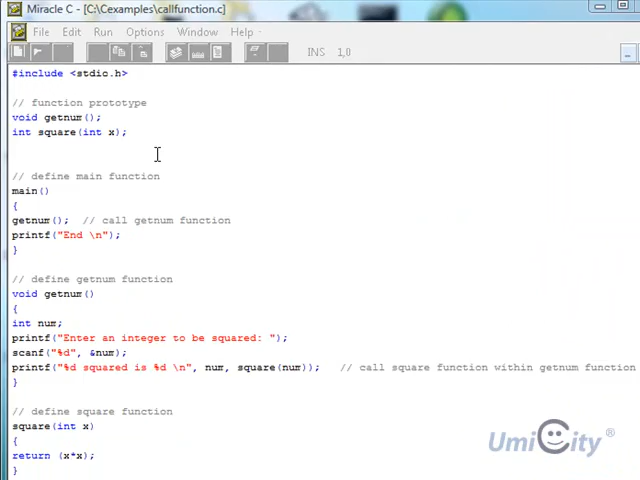 Miracle C - [C:\Cexamples\callfunction.c]
File Edit Run Options Window Help
INS 1,0
#include <stdio.h>
// function prototype
void getnum();
int square(int x);
// define main function
main()
{
getnum(); // call getnum function
printf("End \n");
}
// define getnum function
void getnum()
{
int num;
printf("Enter an integer to be squared: ");
scanf("%d", &num);
printf("%d squared is %d \n", num, square(num)); // call square function within getnum function
}
// define square function
square(int x)
{
return (x*x);
}
UmiCity ®